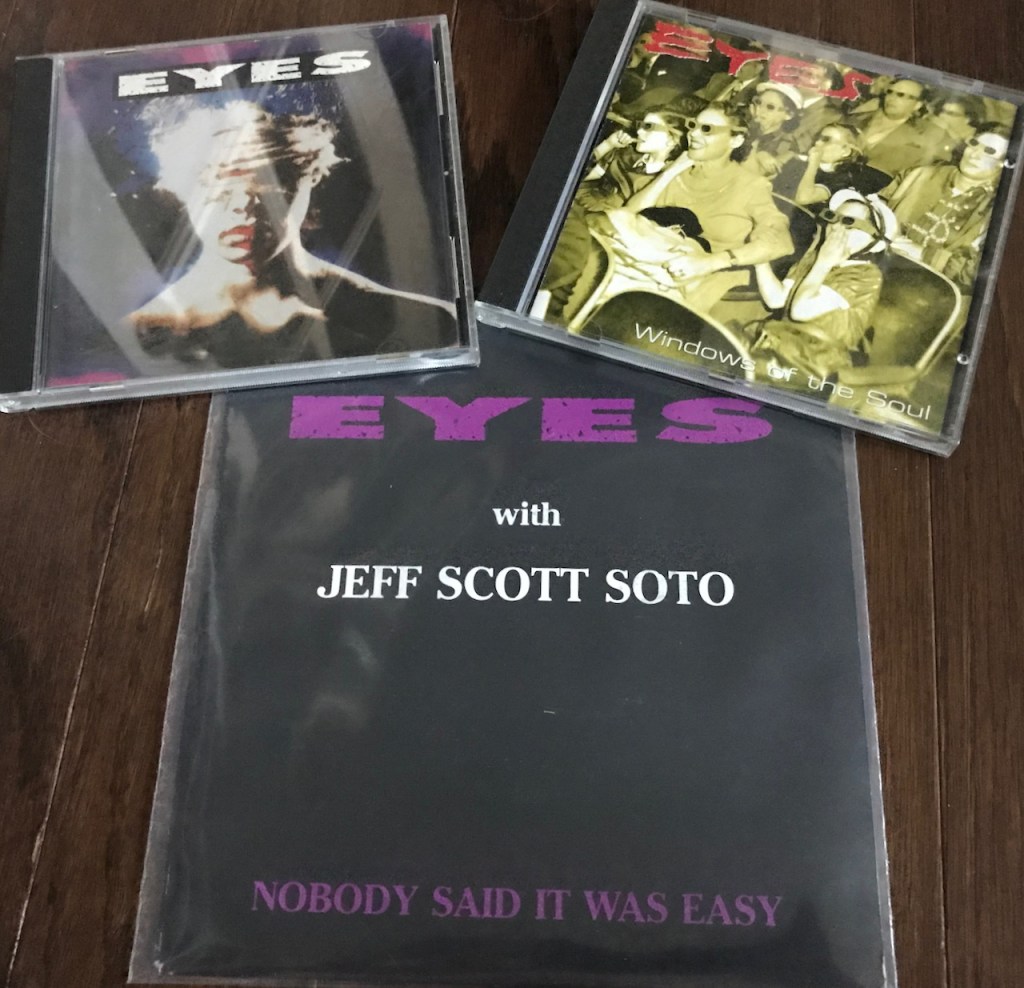 EYES
EYES
Windows of the Soul
EYES
with
JEFF SCOTT SOTO
NOBODY SAID IT WAS EASY